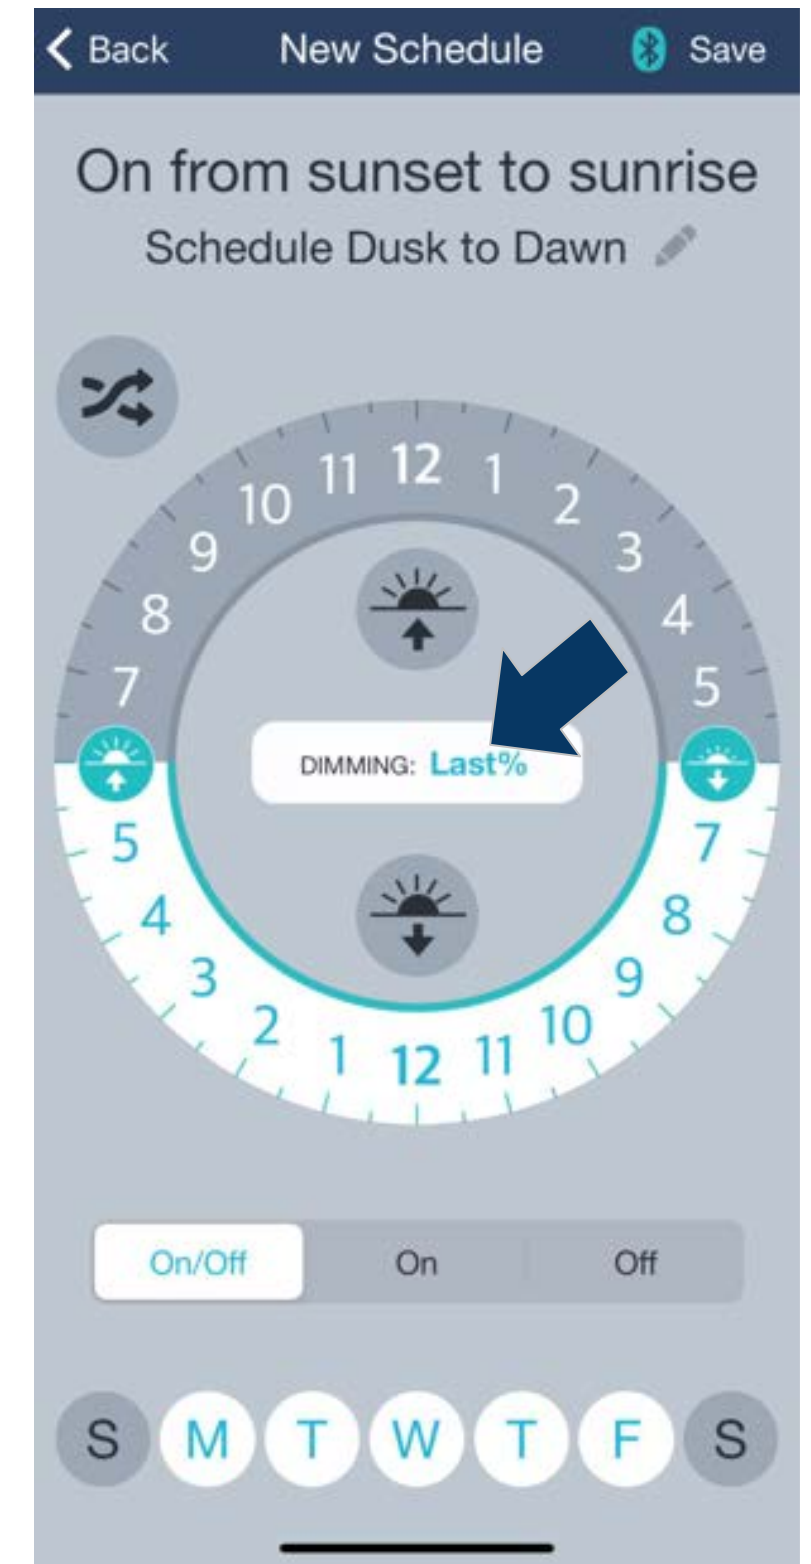 Back New Schedule Save
On from sunset to sunrise
Schedule Dusk to Dawn
12
11 1
10 2
9 3
8 4
7 5
DIMMING: Last%
5 7
4 8
3 9
2 10
1 12 11
On/Off On Off
S M T W T F S